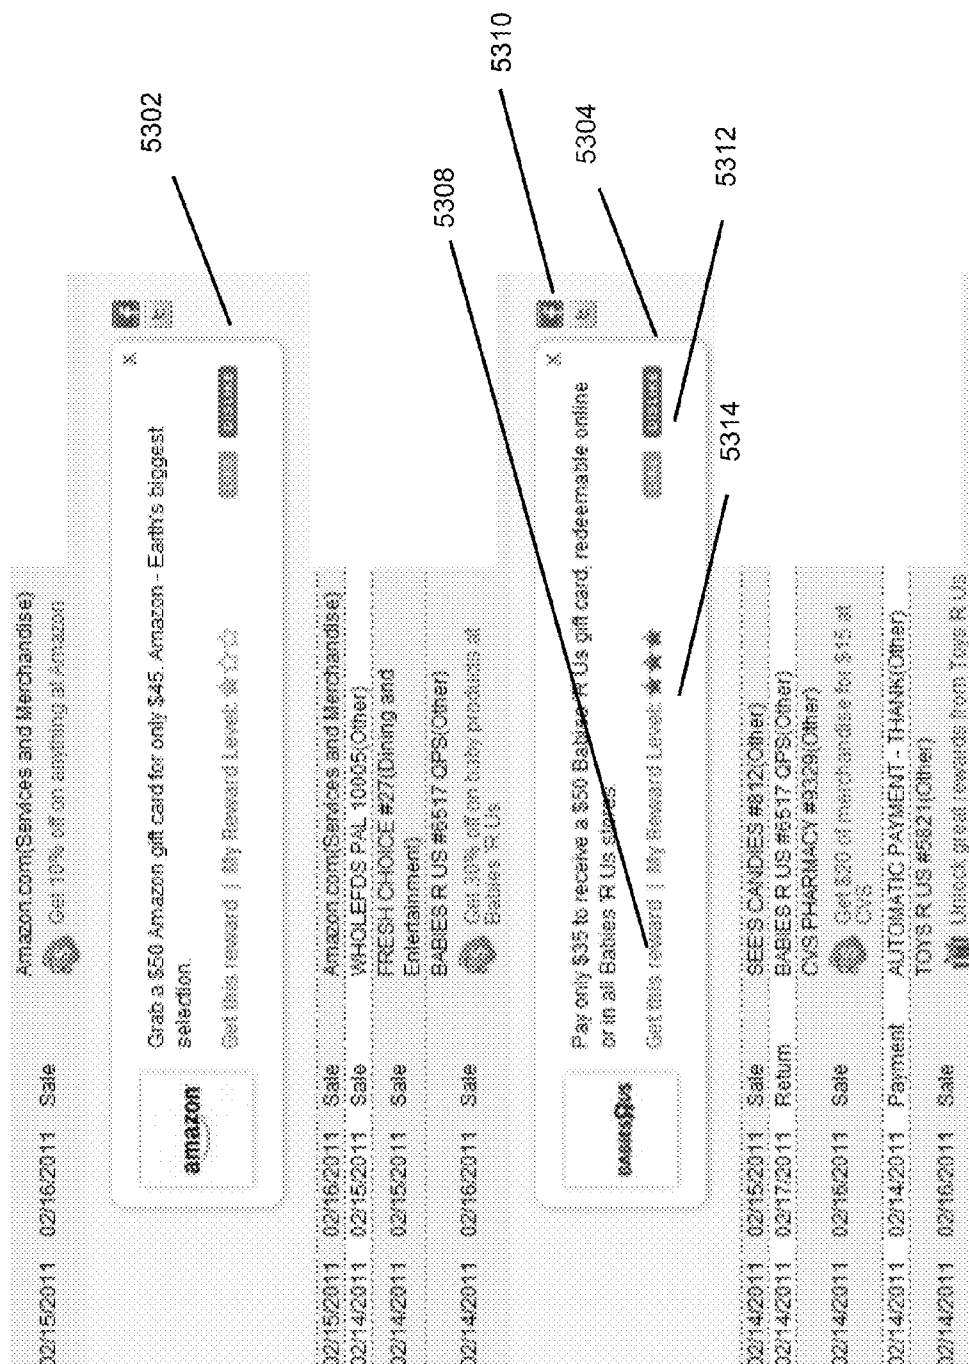 02/15/2011 02/16/2011 Sale Amazon.com(Services and Merchandise)
Get 10% off on anything at Amazon
amazon
Grab a $50 Amazon gift card for only $45. Amazon - Earth's biggest
selection.
x
Get this reward | My Reward Level:
5302
02/15/2011 02/16/2011 Sale Amazon.com(Services and Merchandise)
02/14/2011 02/15/2011 Sale WHOLEFDS PAL 10005(Other)
02/14/2011 02/15/2011 Sale FRESH CHOICE #27(Dining and
Entertainment)
02/14/2011 02/16/2011 Sale BABIES R US #6517 QPS(Other)
Get 30% off on baby products at
Babies 'R Us
5308
5310
BABIESRUS
Pay only $35 to receive a $50 Babies 'R Us gift card, redeemable online
or in all Babies 'R Us stores
x
Get this reward | My Reward Level:
5304
5312
5314
02/14/2011 02/15/2011 Sale SEE'S CANDIES #812(Other)
02/14/2011 02/17/2011 Return BABIES R US #6517 QPS(Other)
02/14/2011 02/16/2011 Sale CVS PHARMACY #9329(Other)
Get $20 of merchandise for $15 at
CVS
02/14/2011 02/14/2011 Payment AUTOMATIC PAYMENT - THANK(Other)
02/14/2011 02/16/2011 Sale TOYS R US #5821(Other)
Unlock great rewards from Toys R Us